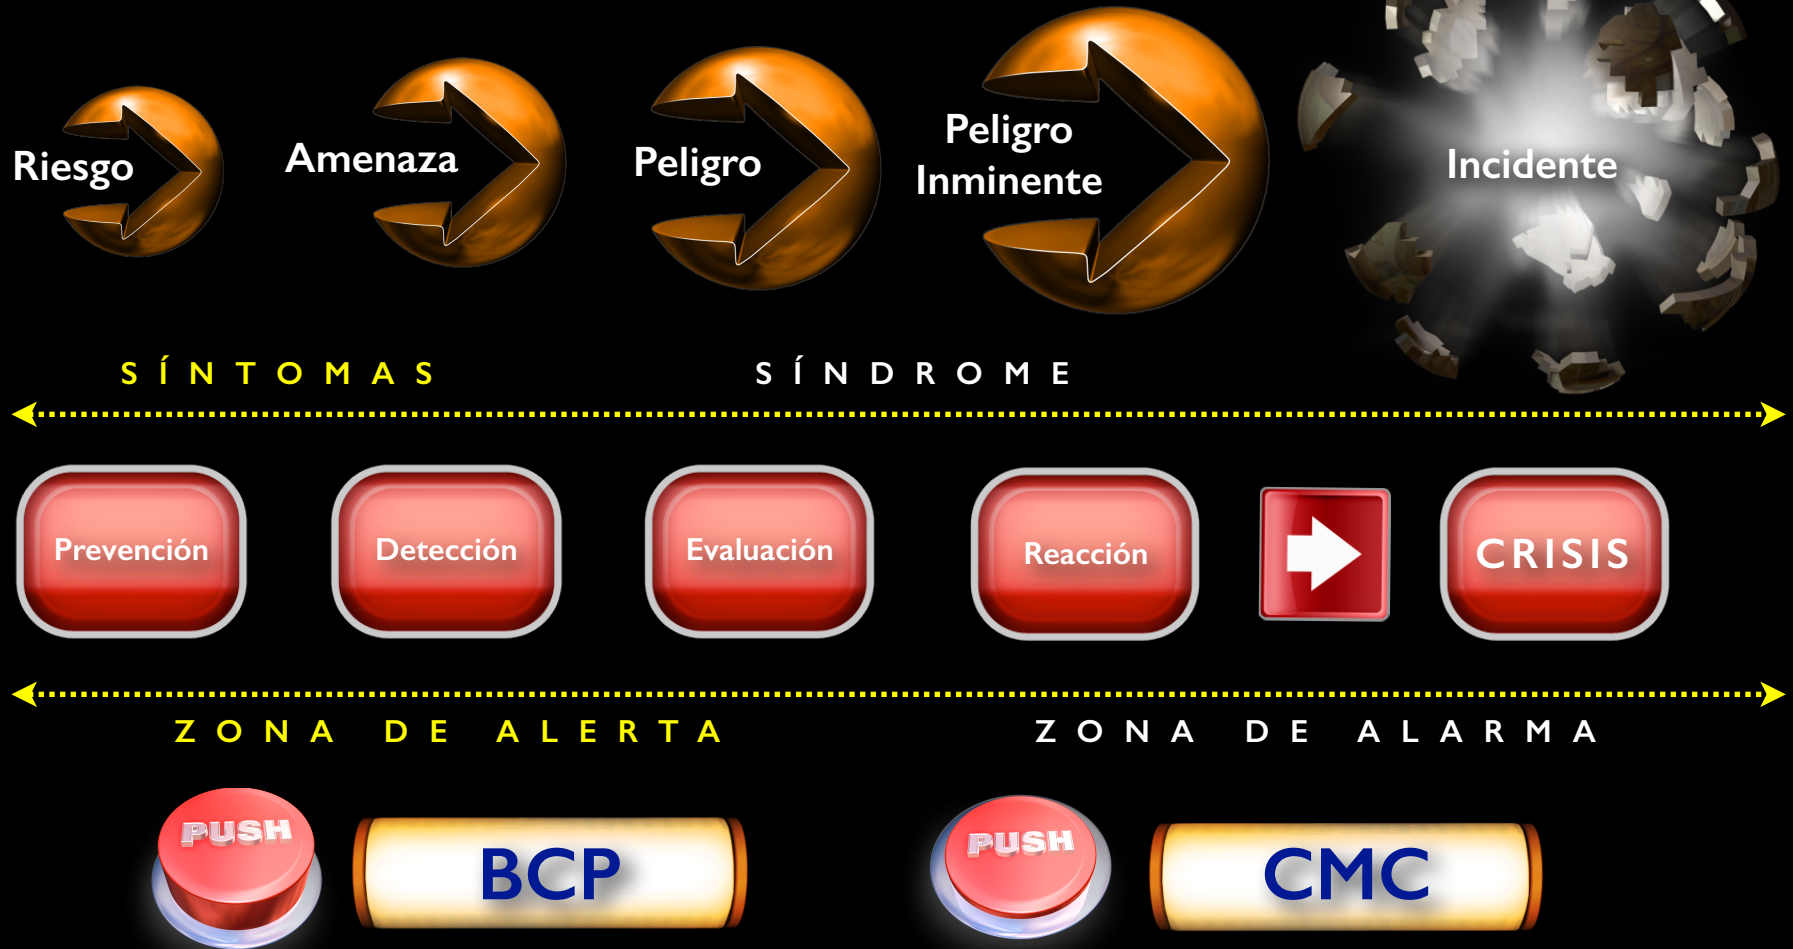 Riesgo
Amenaza
Peligro
Peligro
Inminente
Incidente
SÍNTOMAS
SÍNDROME
Prevención
Detección
Evaluación
Reacción
CRISIS
ZONA DE ALERTA
ZONA DE ALARMA
PUSH
BCP
PUSH
CMC